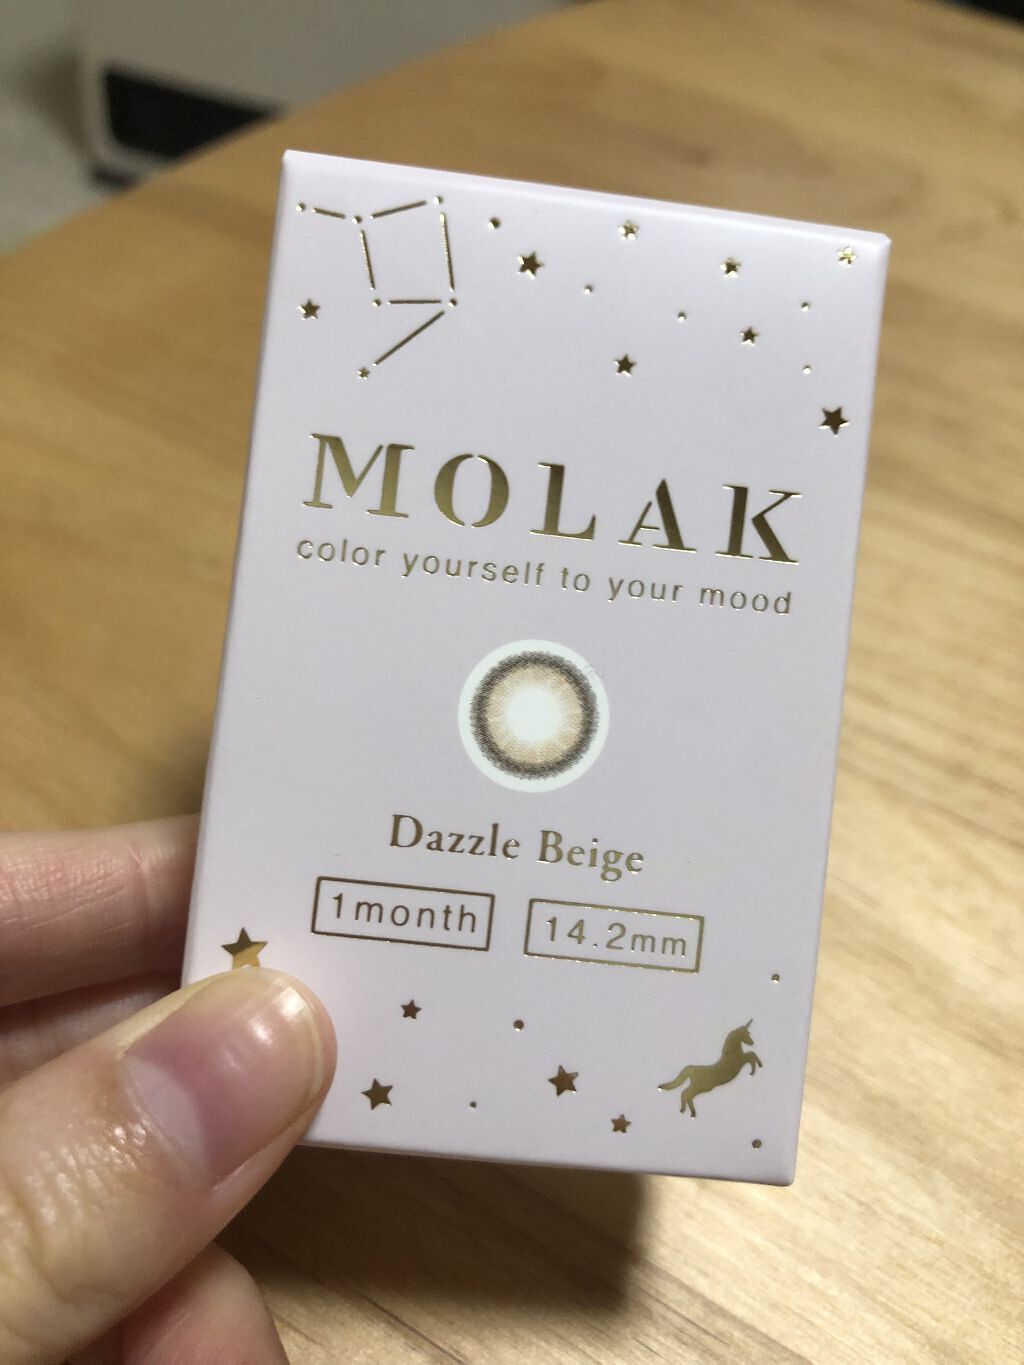 MOLAK
color yourself to your mood
Dazzle Beige
1month
14.2mm